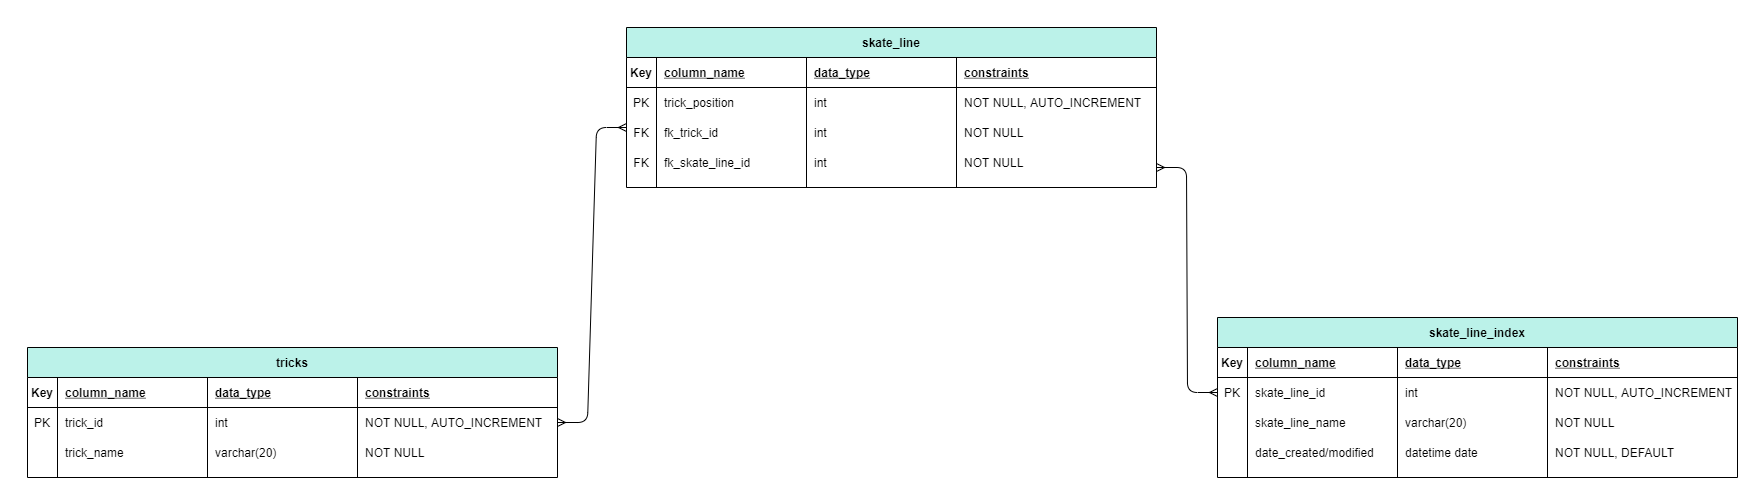 skate_line
Key column_name data_type constraints
PK trick_position int NOT NULL, AUTO_INCREMENT
FK fk_trick_id int NOT NULL
FK fk_skate_line_id int NOT NULL
tricks
Key column_name data_type constraints
PK trick_id int NOT NULL, AUTO_INCREMENT
trick_name varchar(20) NOT NULL
skate_line_index
Key column_name data_type constraints
PK skate_line_id int NOT NULL, AUTO_INCREMENT
skate_line_name varchar(20) NOT NULL
date_created/modified datetime date NOT NULL, DEFAULT